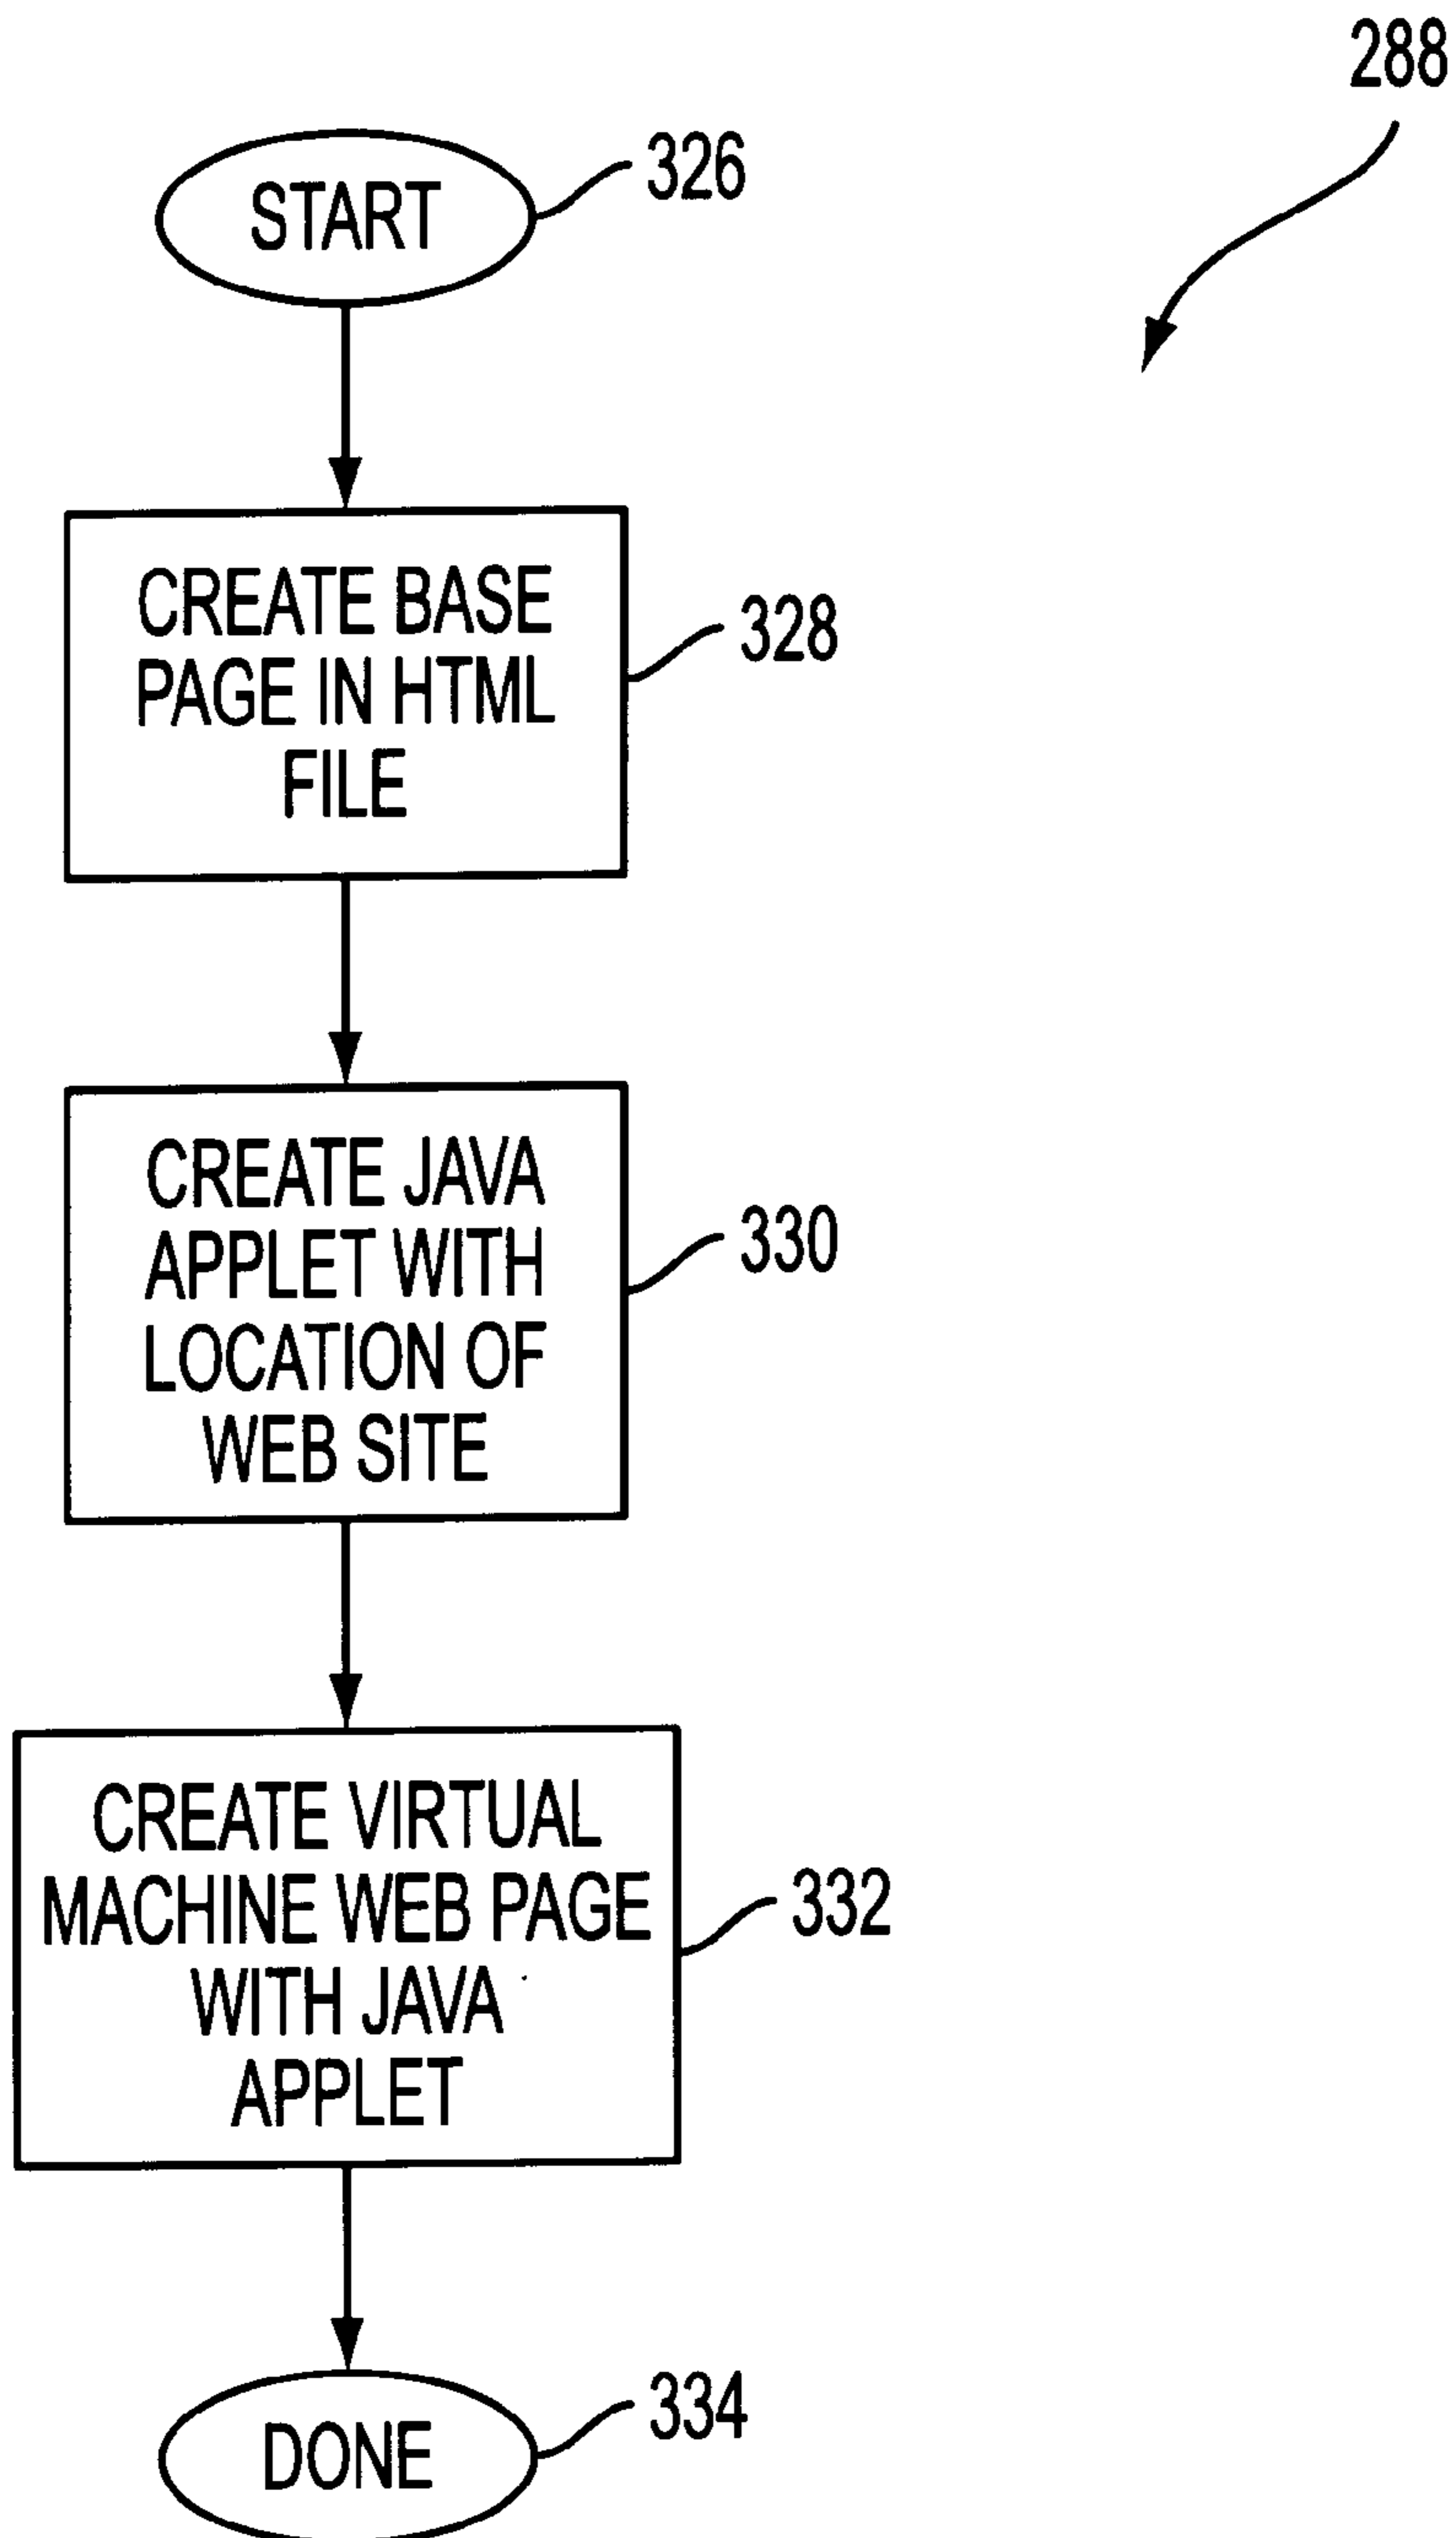 288
START
326
CREATE BASE
PAGE IN HTML
FILE
328
CREATE JAVA
APPLET WITH
LOCATION OF
WEB SITE
330
CREATE VIRTUAL
MACHINE WEB PAGE
WITH JAVA
APPLET
332
DONE
334